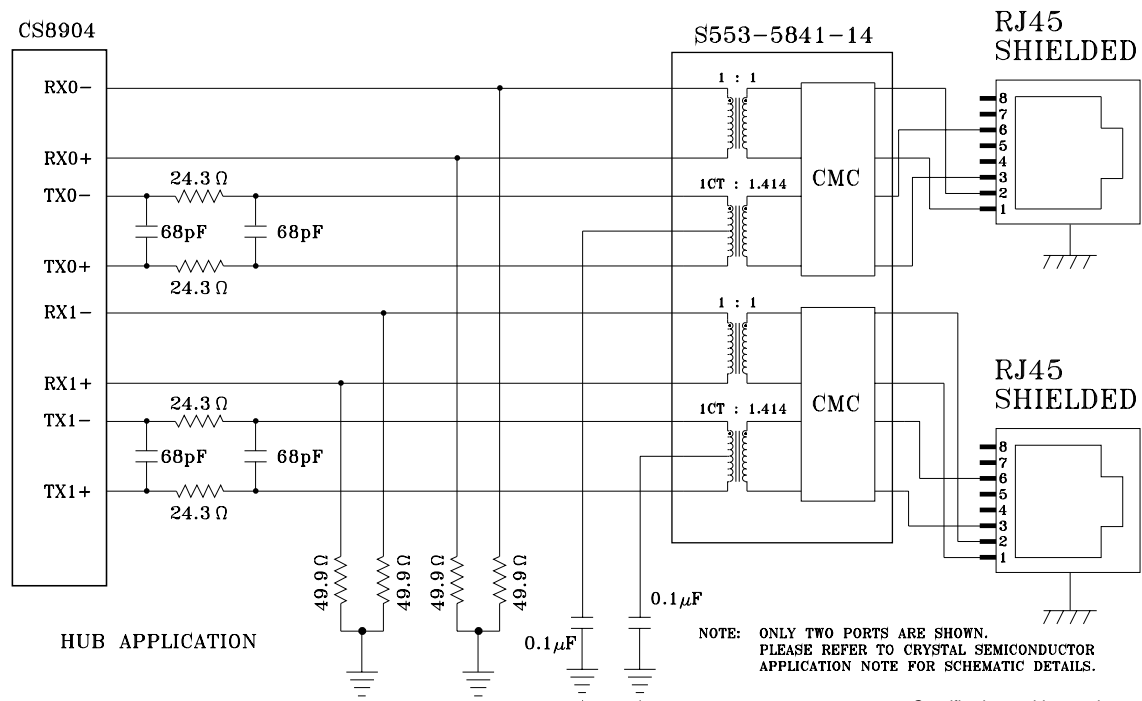 CS8904
S553-5841-14
RJ45
SHIELDED
RX0-
RX0+
TX0-
TX0+
RX1-
RX1+
TX1-
TX1+
24.3 Ω
68pF
68pF
24.3 Ω
24.3 Ω
68pF
68pF
24.3 Ω
1 : 1
1CT : 1.414
CMC
1 : 1
1CT : 1.414
CMC
8
7
6
5
4
3
2
1
RJ45
SHIELDED
8
7
6
5
4
3
2
1
49.9 Ω
49.9 Ω
49.9 Ω
49.9 Ω
0.1μF
0.1μF
HUB APPLICATION
NOTE: ONLY TWO PORTS ARE SHOWN.
PLEASE REFER TO CRYSTAL SEMICONDUCTOR
APPLICATION NOTE FOR SCHEMATIC DETAILS.